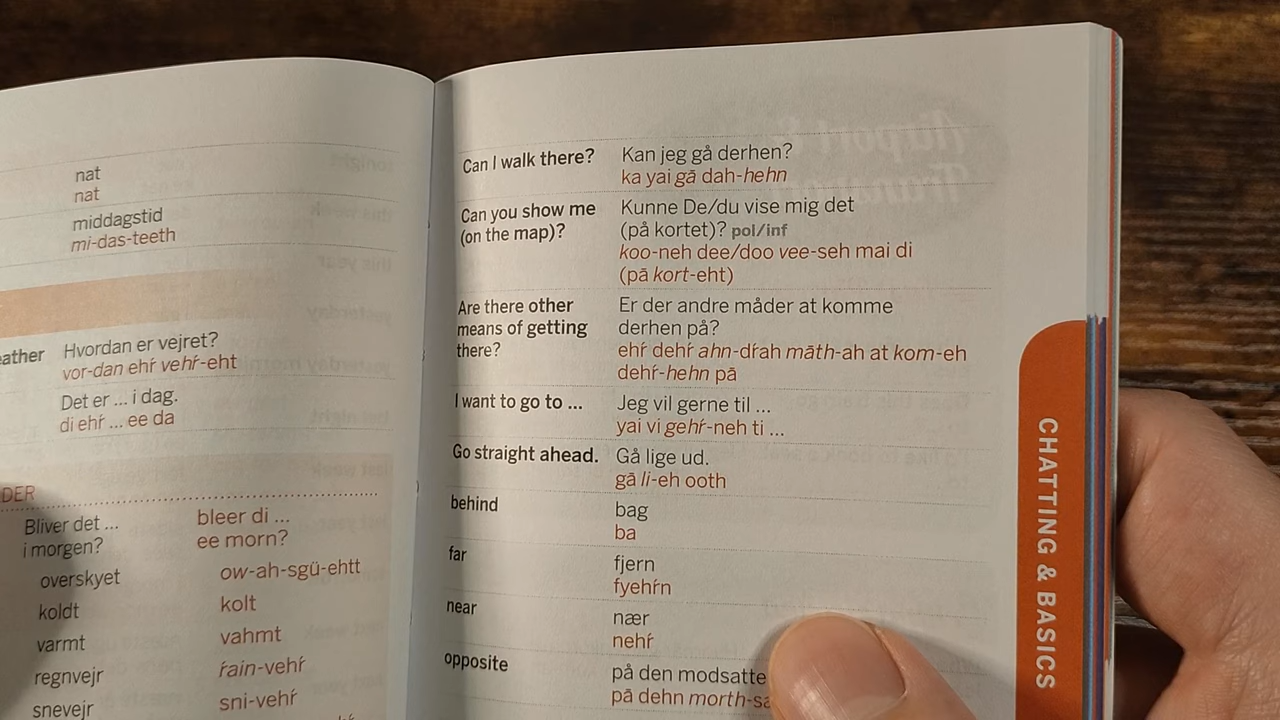 nat
nat
middagstid
mi-das-teeth
Hvordan er vejret?
vor-dan ehŕ vehŕ-eht
Det er ... i dag.
di ehŕ ... ee da
Bliver det ...
i morgen?
bleer di ...
ee morn?
overskyet
ow-ah-sgü-ehtt
koldt
kolt
varmt
vahmt
regnvejr
ŕain-vehŕ
snevejr
sni-vehŕ
Can I walk there?
Kan jeg gå derhen?
ka yai gā dah-hehn
Can you show me
(on the map)?
Kunne De/du vise mig det
(på kortet)? pol/inf
koo-neh dee/doo vee-seh mai di
(pā kort-eht)
Are there other
means of getting
there?
Er der andre måder at komme
derhen på?
ehŕ dehŕ ahn-dŕah māth-ah at kom-eh
dehŕ-hehn pā
I want to go to ...
Jeg vil gerne til ...
yai vi gehŕ-neh ti ...
Go straight ahead.
Gå lige ud.
gā li-eh ooth
behind
bag
ba
far
fjern
fyehŕn
near
nær
nehŕ
opposite
på den modsatte
pā dehn
CHATTING & BASICS